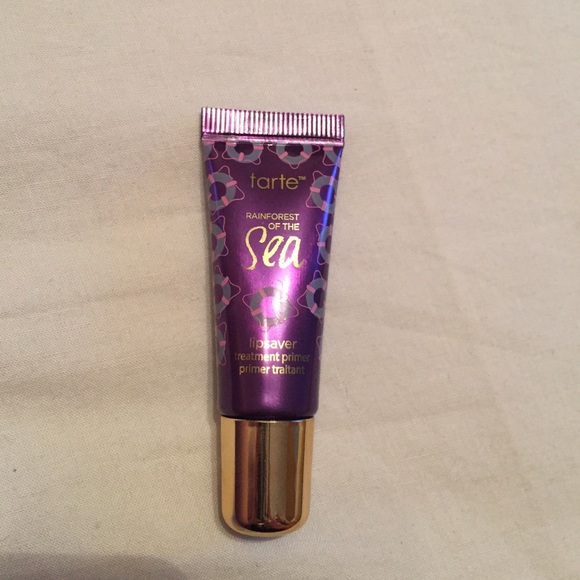 tarte™
RAINFOREST
OF THE
Sea
lipsaver
treatment primer
primer traitant